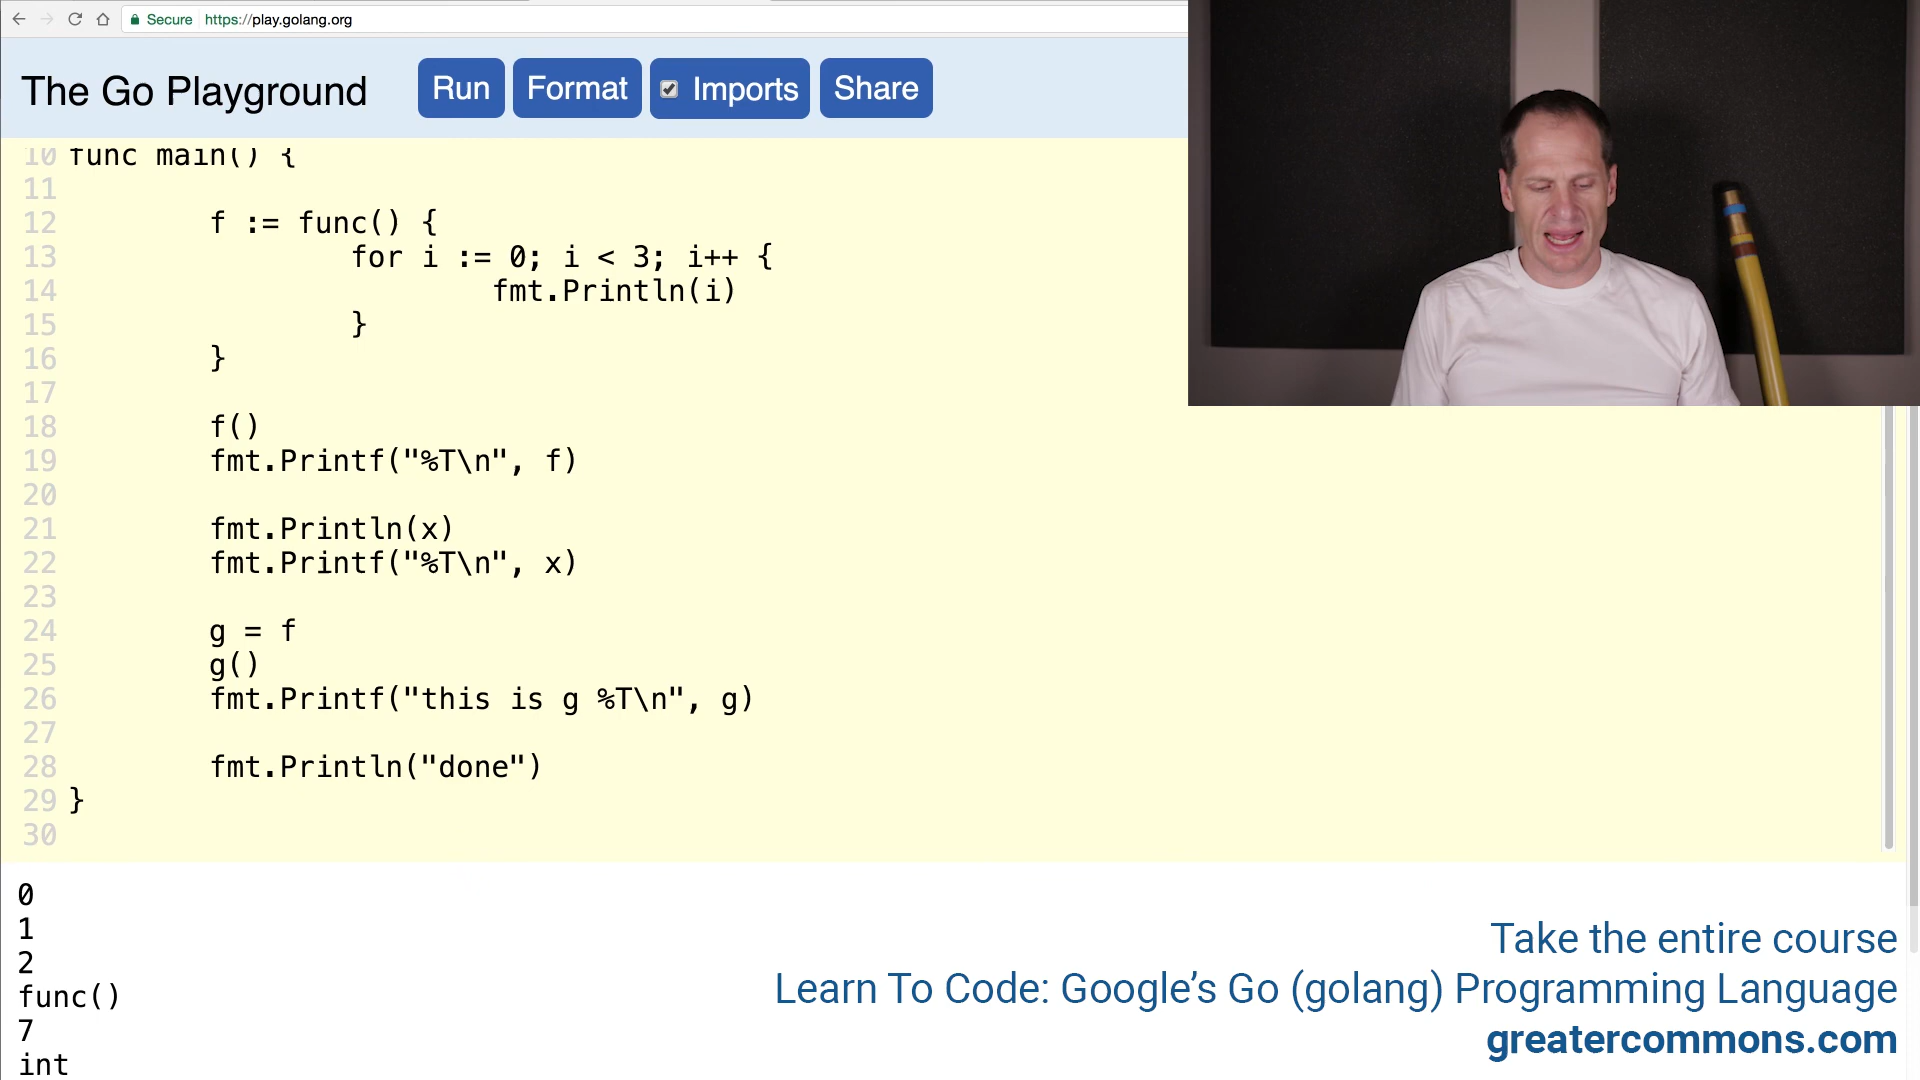 Secure https://play.golang.org
The Go Playground Run Format Imports Share
10 func main() {
11
12 f := func() {
13 for i := 0; i < 3; i++ {
14 fmt.Println(i)
15 }
16 }
17
18 f()
19 fmt.Printf("%T\n", f)
20
21 fmt.Println(x)
22 fmt.Printf("%T\n", x)
23
24 g = f
25 g()
26 fmt.Printf("this is g %T\n", g)
27
28 fmt.Println("done")
29 }
30
0
1
2
func()
7
int
Take the entire course
Learn To Code: Google’s Go (golang) Programming Language
greatercommons.com